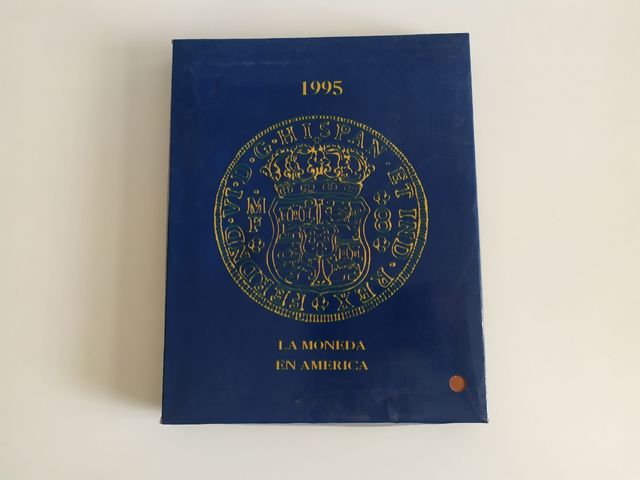 1995
FERDND·VI·D·G·HISPAN·ET IND·REX
·M
F
8
LA MONEDA
EN AMERICA